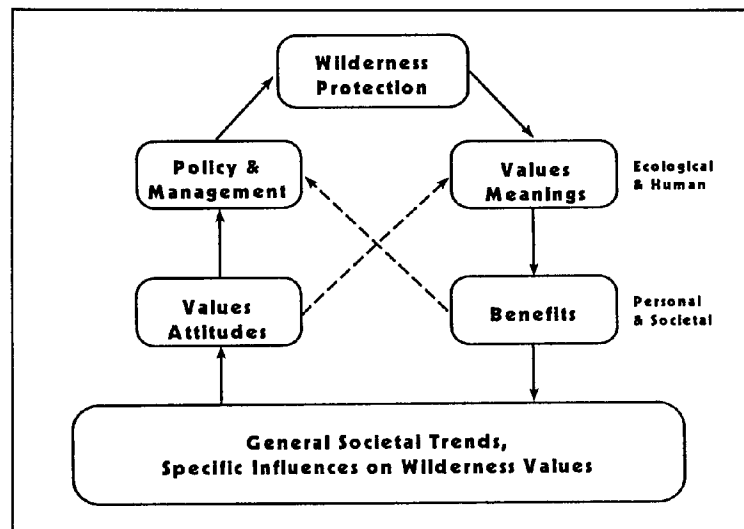 Wilderness
Protection
Policy &
Management
Values
Meanings
Ecological
& Human
Values
Attitudes
Benefits
Personal
& Societal
General Societal Trends,
Specific Influences on Wilderness Values